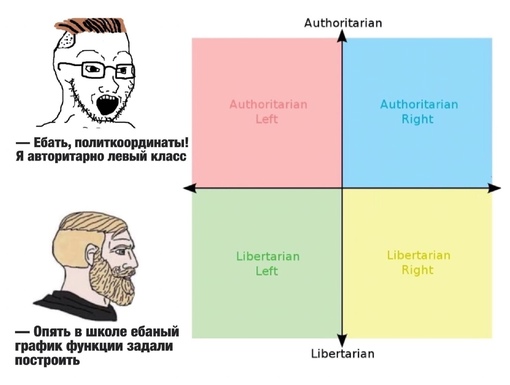 Authoritarian
Authoritarian
Left
Authoritarian
Right
— Ебать, политкоординаты!
Я авторитарно левый класс
Libertarian
Left
Libertarian
Right
— Опять в школе ебаный
график функции задали
построить
Libertarian